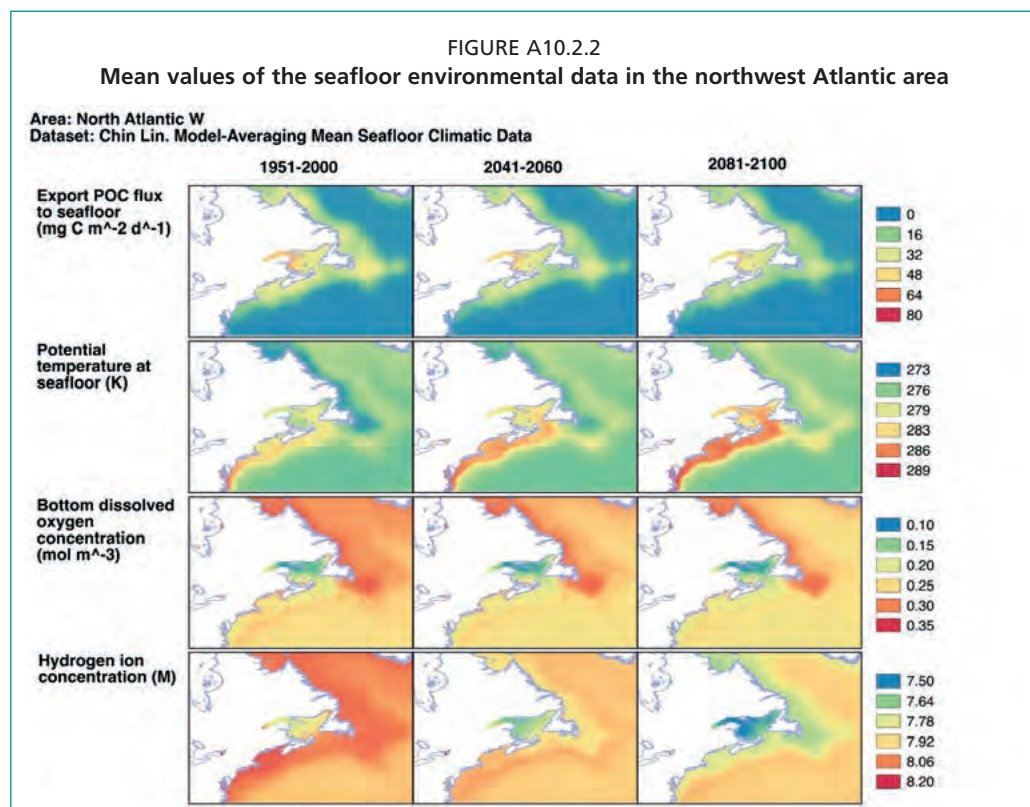 FIGURE A10.2.2
Mean values of the seafloor environmental data in the northwest Atlantic area
Area: North Atlantic W
Dataset: Chin Lin. Model-Averaging Mean Seafloor Climatic Data
1951-2000 2041-2060 2081-2100
Export POC flux
to seafloor
(mg C m^-2 d^-1)
0
16
32
48
64
80
Potential
temperature at
seafloor (K)
273
276
279
283
286
289
Bottom dissolved
oxygen
concentration
(mol m^-3)
0.10
0.15
0.20
0.25
0.30
0.35
Hydrogen ion
concentration (M)
7.50
7.64
7.78
7.92
8.06
8.20